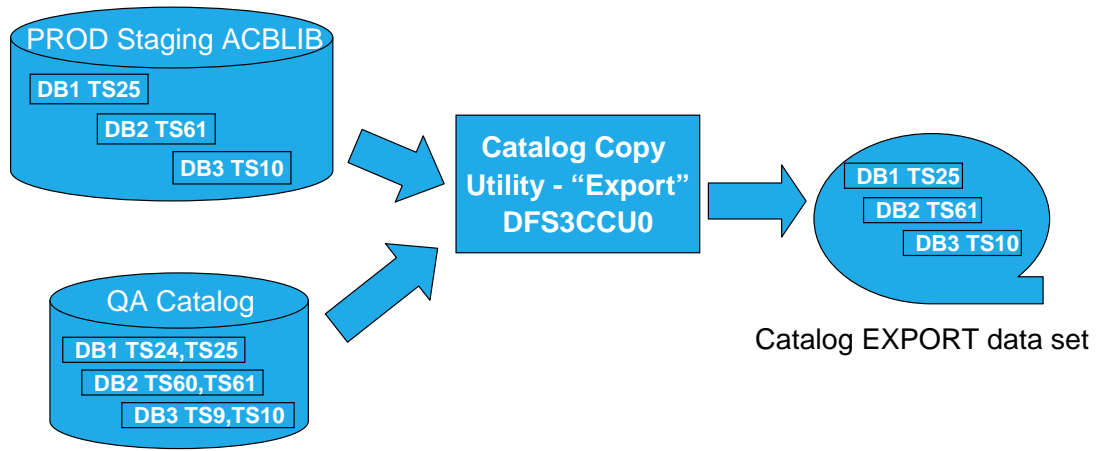 PROD Staging ACBLIB
DB1 TS25
DB2 TS61
DB3 TS10
QA Catalog
DB1 TS24,TS25
DB2 TS60,TS61
DB3 TS9,TS10
Catalog Copy
Utility - “Export”
DFS3CCU0
DB1 TS25
DB2 TS61
DB3 TS10
Catalog EXPORT data set